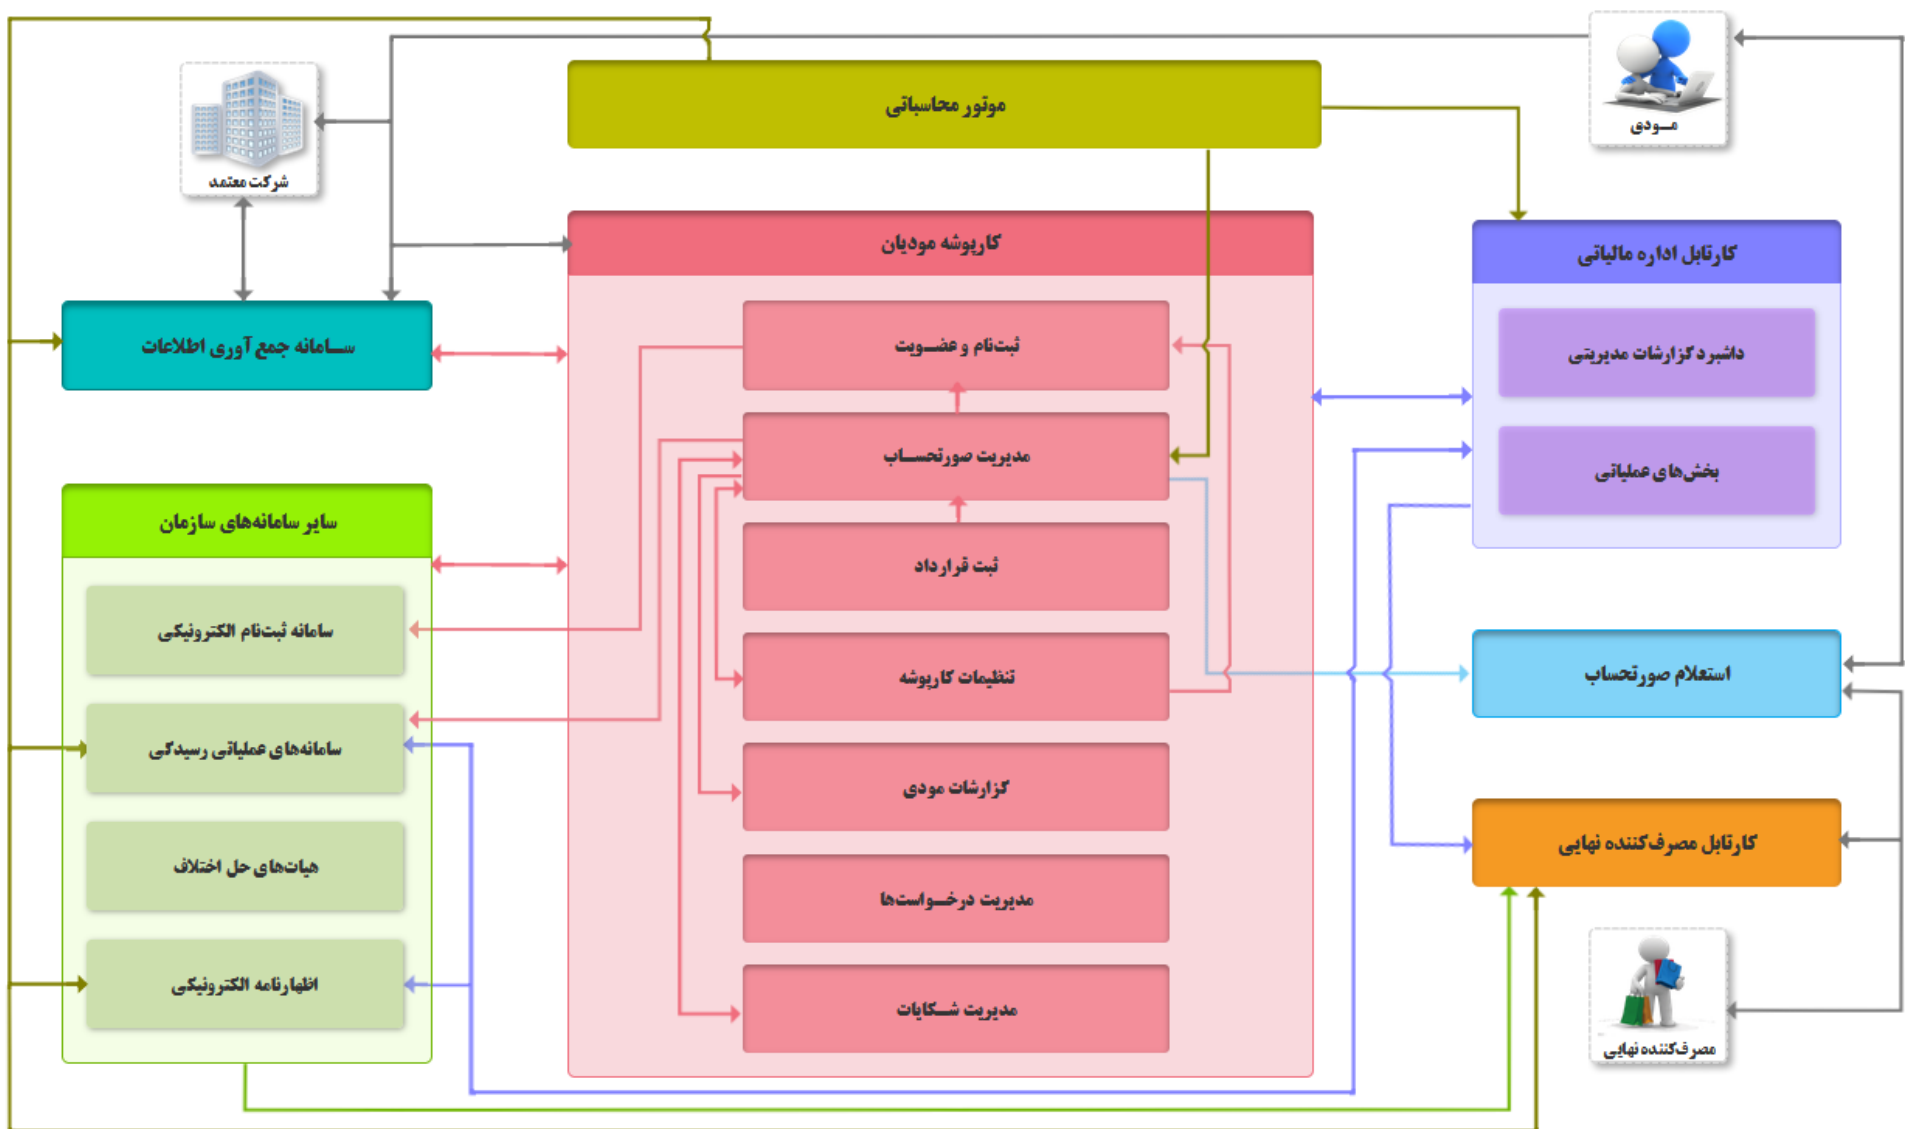 موتور محاسباتی
مــودی
شرکت معتمد
کارپوشه مودیان
کارتابل اداره مالیاتی
داشبرد گزارشات مدیریتی
بخش‌های عملیاتی
ثبت‌نام و عضــویت
مدیریت صورتحســاب
ثبت قرارداد
تنظیمات کارپوشه
گزارشات مودی
مدیریت درخــواست‌ها
مدیریت شــکایات
ســامانه جمع آوری اطلاعات
سایر سامانه‌های سازمان
سامانه ثبت‌نام الکترونیکی
سامانه‌های عملیاتی رسیدگی
هیات‌های حل اختلاف
اظهارنامه الکترونیکی
استعلام صورتحساب
کارتابل مصرف‌کننده نهایی
مصرف‌کننده نهایی